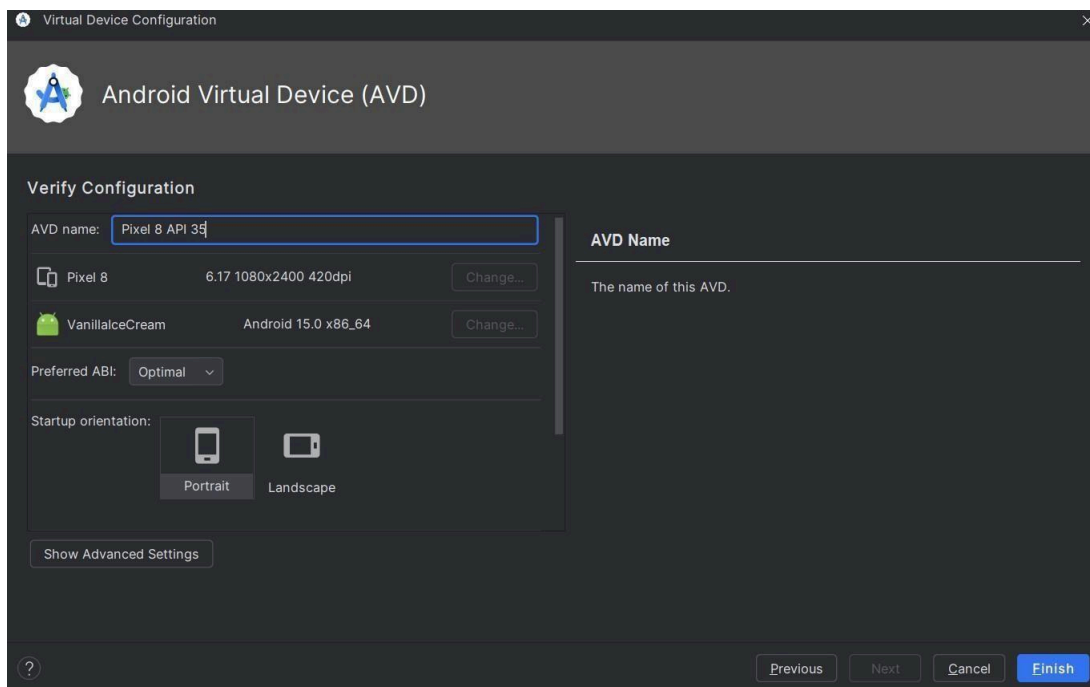 Virtual Device Configuration
Android Virtual Device (AVD)
Verify Configuration
AVD name: Pixel 8 API 35
Pixel 8 6.17 1080x2400 420dpi Change...
VanillaIceCream Android 15.0 x86_64 Change...
Preferred ABI: Optimal
Startup orientation:
Portrait
Landscape
Show Advanced Settings
AVD Name
The name of this AVD.
?
Previous Next Cancel Finish